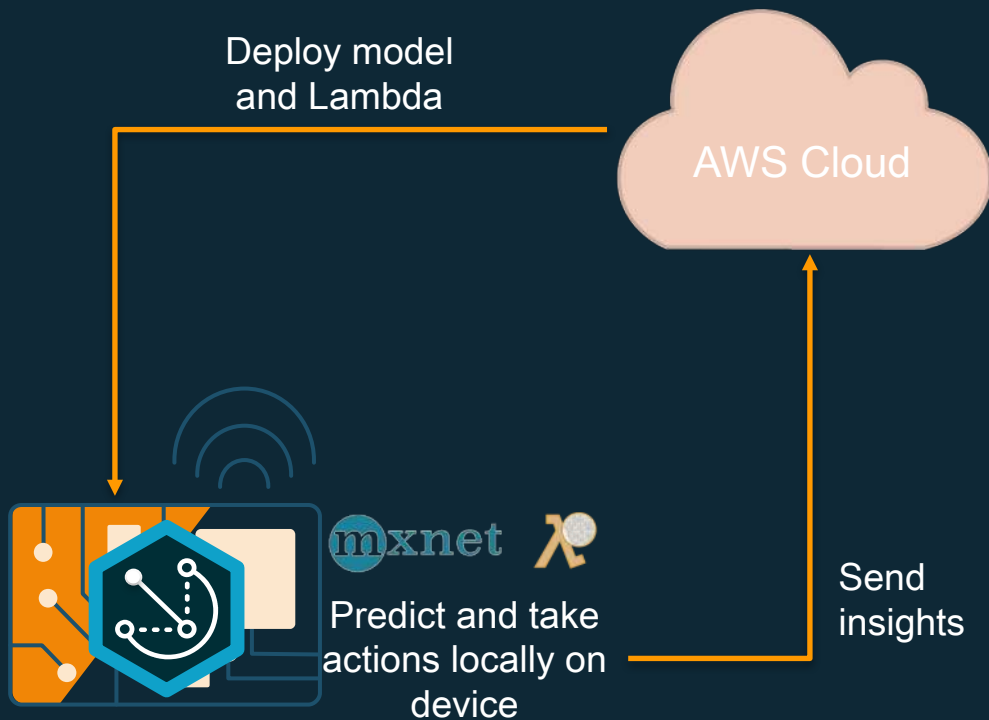 Deploy model
and Lambda
AWS Cloud
mxnet
Predict and take
actions locally on
device
Send
insights